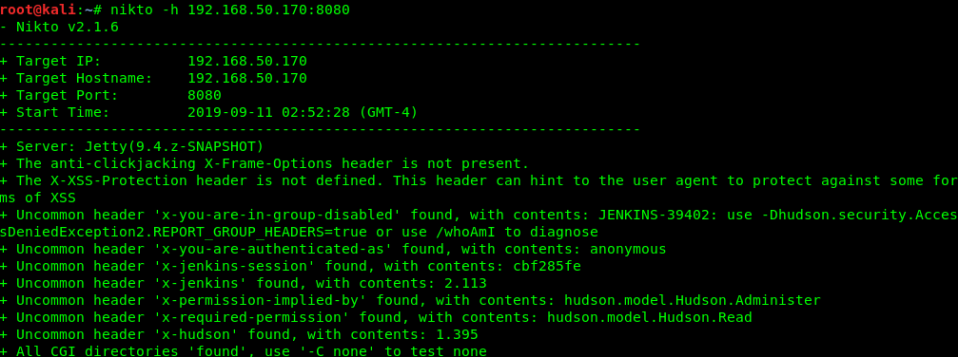 root@kali:~# nikto -h 192.168.50.170:8080
- Nikto v2.1.6
---------------------------------------------------------------------------
+ Target IP:          192.168.50.170
+ Target Hostname:    192.168.50.170
+ Target Port:        8080
+ Start Time:         2019-09-11 02:52:28 (GMT-4)
---------------------------------------------------------------------------
+ Server: Jetty(9.4.z-SNAPSHOT)
+ The anti-clickjacking X-Frame-Options header is not present.
+ The X-XSS-Protection header is not defined. This header can hint to the user agent to protect against some for
ms of XSS
+ Uncommon header 'x-you-are-in-group-disabled' found, with contents: JENKINS-39402: use -Dhudson.security.Acces
sDeniedException2.REPORT_GROUP_HEADERS=true or use /whoAmI to diagnose
+ Uncommon header 'x-you-are-authenticated-as' found, with contents: anonymous
+ Uncommon header 'x-jenkins-session' found, with contents: cbf285fe
+ Uncommon header 'x-jenkins' found, with contents: 2.113
+ Uncommon header 'x-permission-implied-by' found, with contents: hudson.model.Hudson.Administer
+ Uncommon header 'x-required-permission' found, with contents: hudson.model.Hudson.Read
+ Uncommon header 'x-hudson' found, with contents: 1.395
+ All CGI directories 'found', use '-C none' to test none